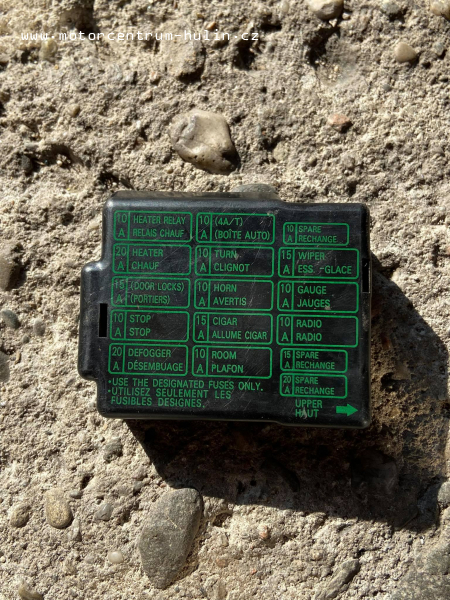 www.motorcentrum-hulin.cz
10 A HEATER RELAY
RELAIS CHAUF
10 A (4A/T)
(BOÎTE AUTO)
10 A SPARE
RECHANGE
20 A HEATER
CHAUF
10 A TURN
CLIGNOT
15 A WIPER
ESS.-GLACE
15 A (DOOR LOCKS)
(PORTIERS)
10 A HORN
AVERTIS
10 A GAUGE
JAUGES
10 A STOP
STOP
15 A CIGAR
ALLUME CIGAR
10 A RADIO
RADIO
20 A DEFOGGER
DÉSEMBUAGE
10 A ROOM
PLAFON
15 A SPARE
RECHANGE
20 A SPARE
RECHANGE
•USE THE DESIGNATED FUSES ONLY.
•UTILISEZ SEULEMENT LES
FUSIBLES DESIGNES.
UPPER
HAUT